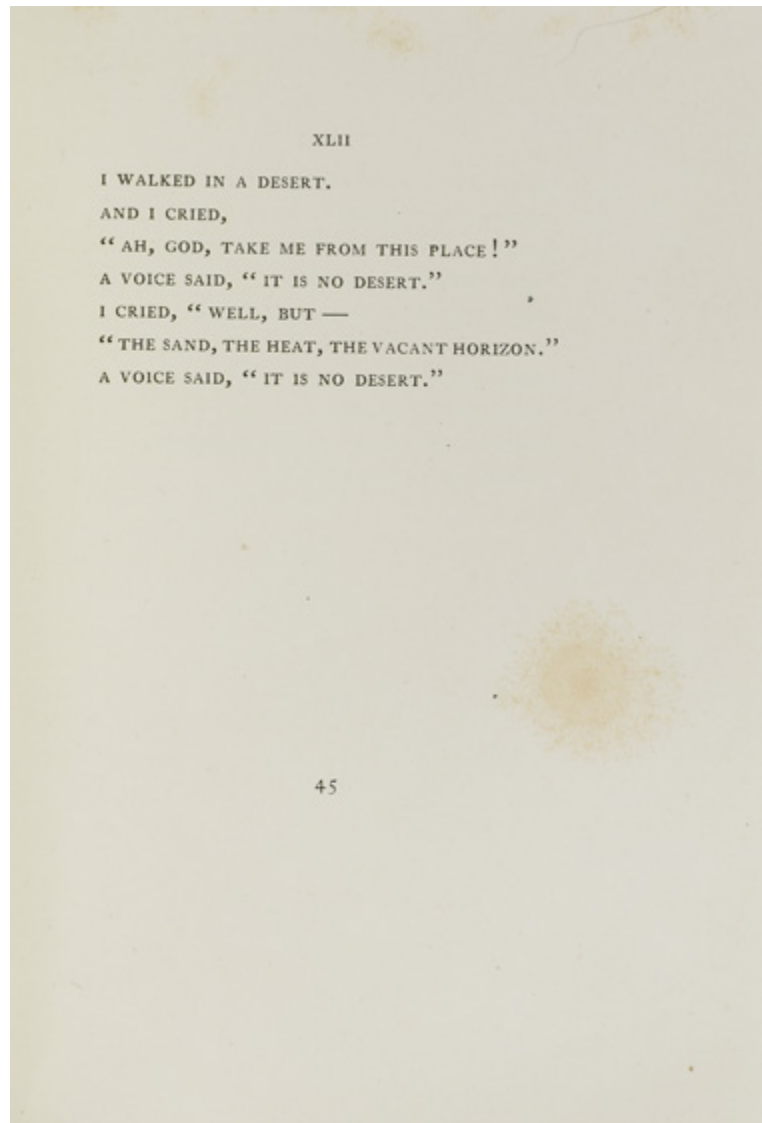 XLII
I WALKED IN A DESERT.
AND I CRIED,
“ AH, GOD, TAKE ME FROM THIS PLACE! ”
A VOICE SAID, “ IT IS NO DESERT.”
I CRIED, “ WELL, BUT —
“ THE SAND, THE HEAT, THE VACANT HORIZON.”
A VOICE SAID, “ IT IS NO DESERT.”
45